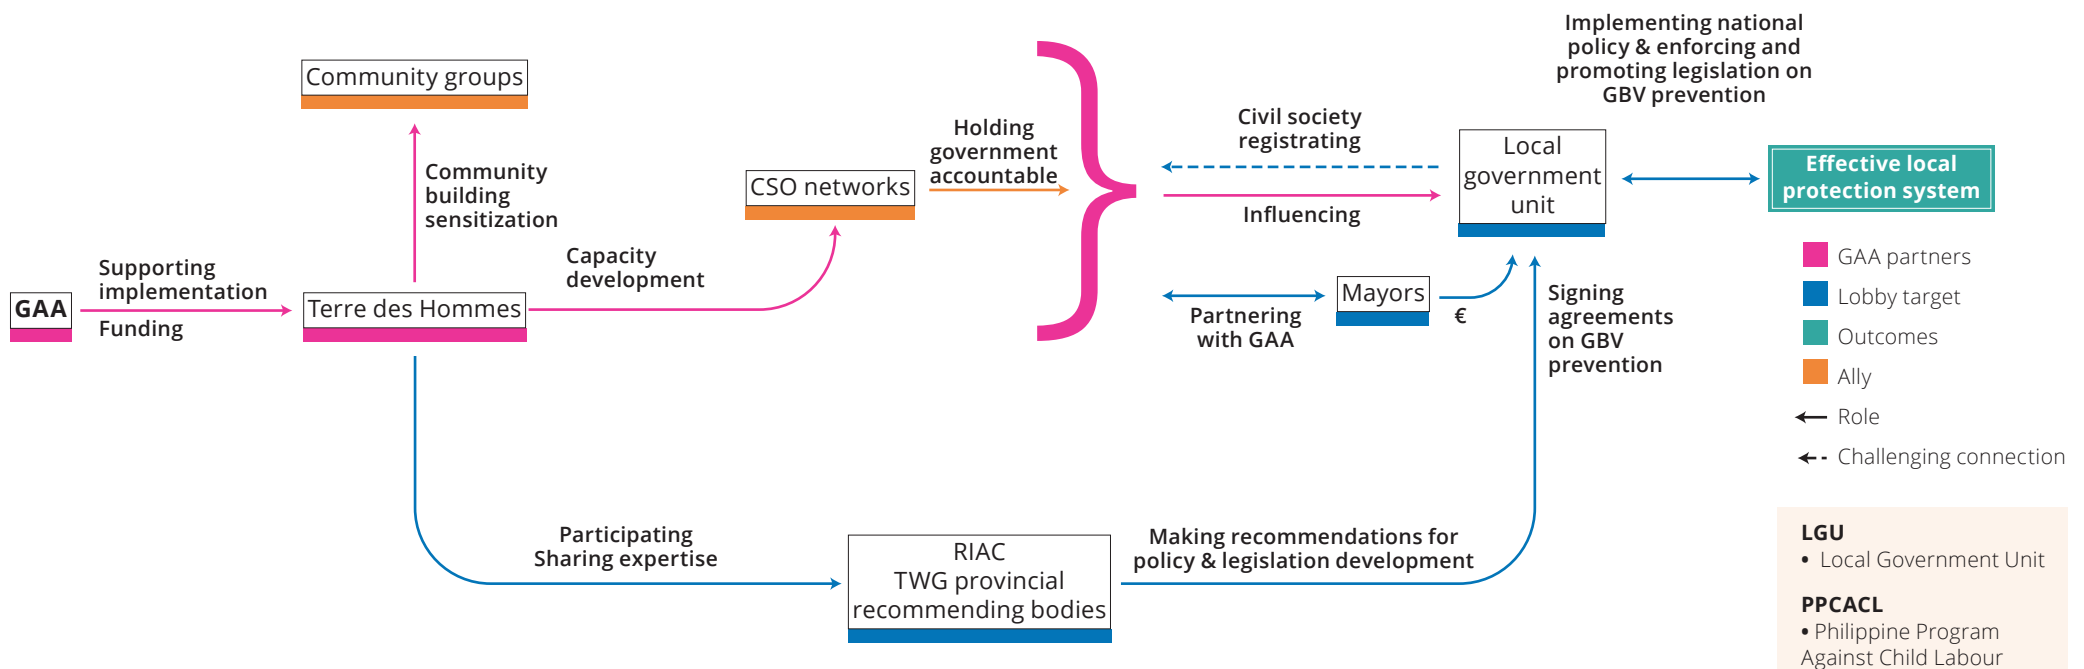 Community groups
Community
building
sensitization
GAA
Supporting
implementation
Funding
Terre des Hommes
Capacity
development
CSO networks
Holding
government
accountable
Participating
Sharing expertise
RIAC
TWG provincial
recommending bodies
Making recommendations for
policy & legislation development
Civil society
registrating
Influencing
Partnering
with GAA
Mayors
€
Local
government
unit
Signing
agreements
on GBV
prevention
Implementing national
policy & enforcing and
promoting legislation on
GBV prevention
Effective local
protection system
GAA partners
Lobby target
Outcomes
Ally
Role
Challenging connection
LGU
• Local Government Unit
PPCACL
• Philippine Program
Against Child Labour